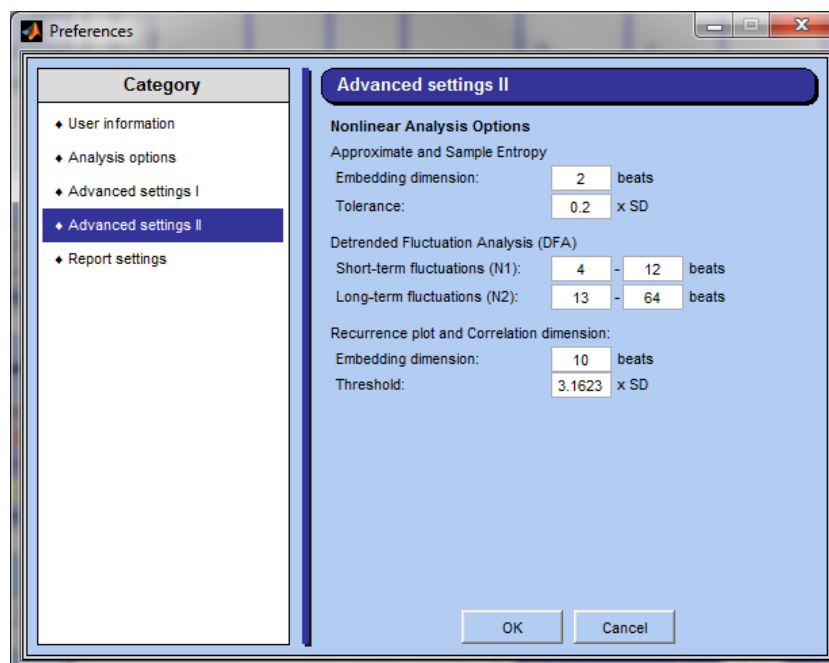 Preferences
Category
User information
Analysis options
Advanced settings I
Advanced settings II
Report settings
Advanced settings II
Nonlinear Analysis Options
Approximate and Sample Entropy
Embedding dimension: 2 beats
Tolerance: 0.2 x SD
Detrended Fluctuation Analysis (DFA)
Short-term fluctuations (N1): 4 - 12 beats
Long-term fluctuations (N2): 13 - 64 beats
Recurrence plot and Correlation dimension:
Embedding dimension: 10 beats
Threshold: 3.1623 x SD
OK Cancel